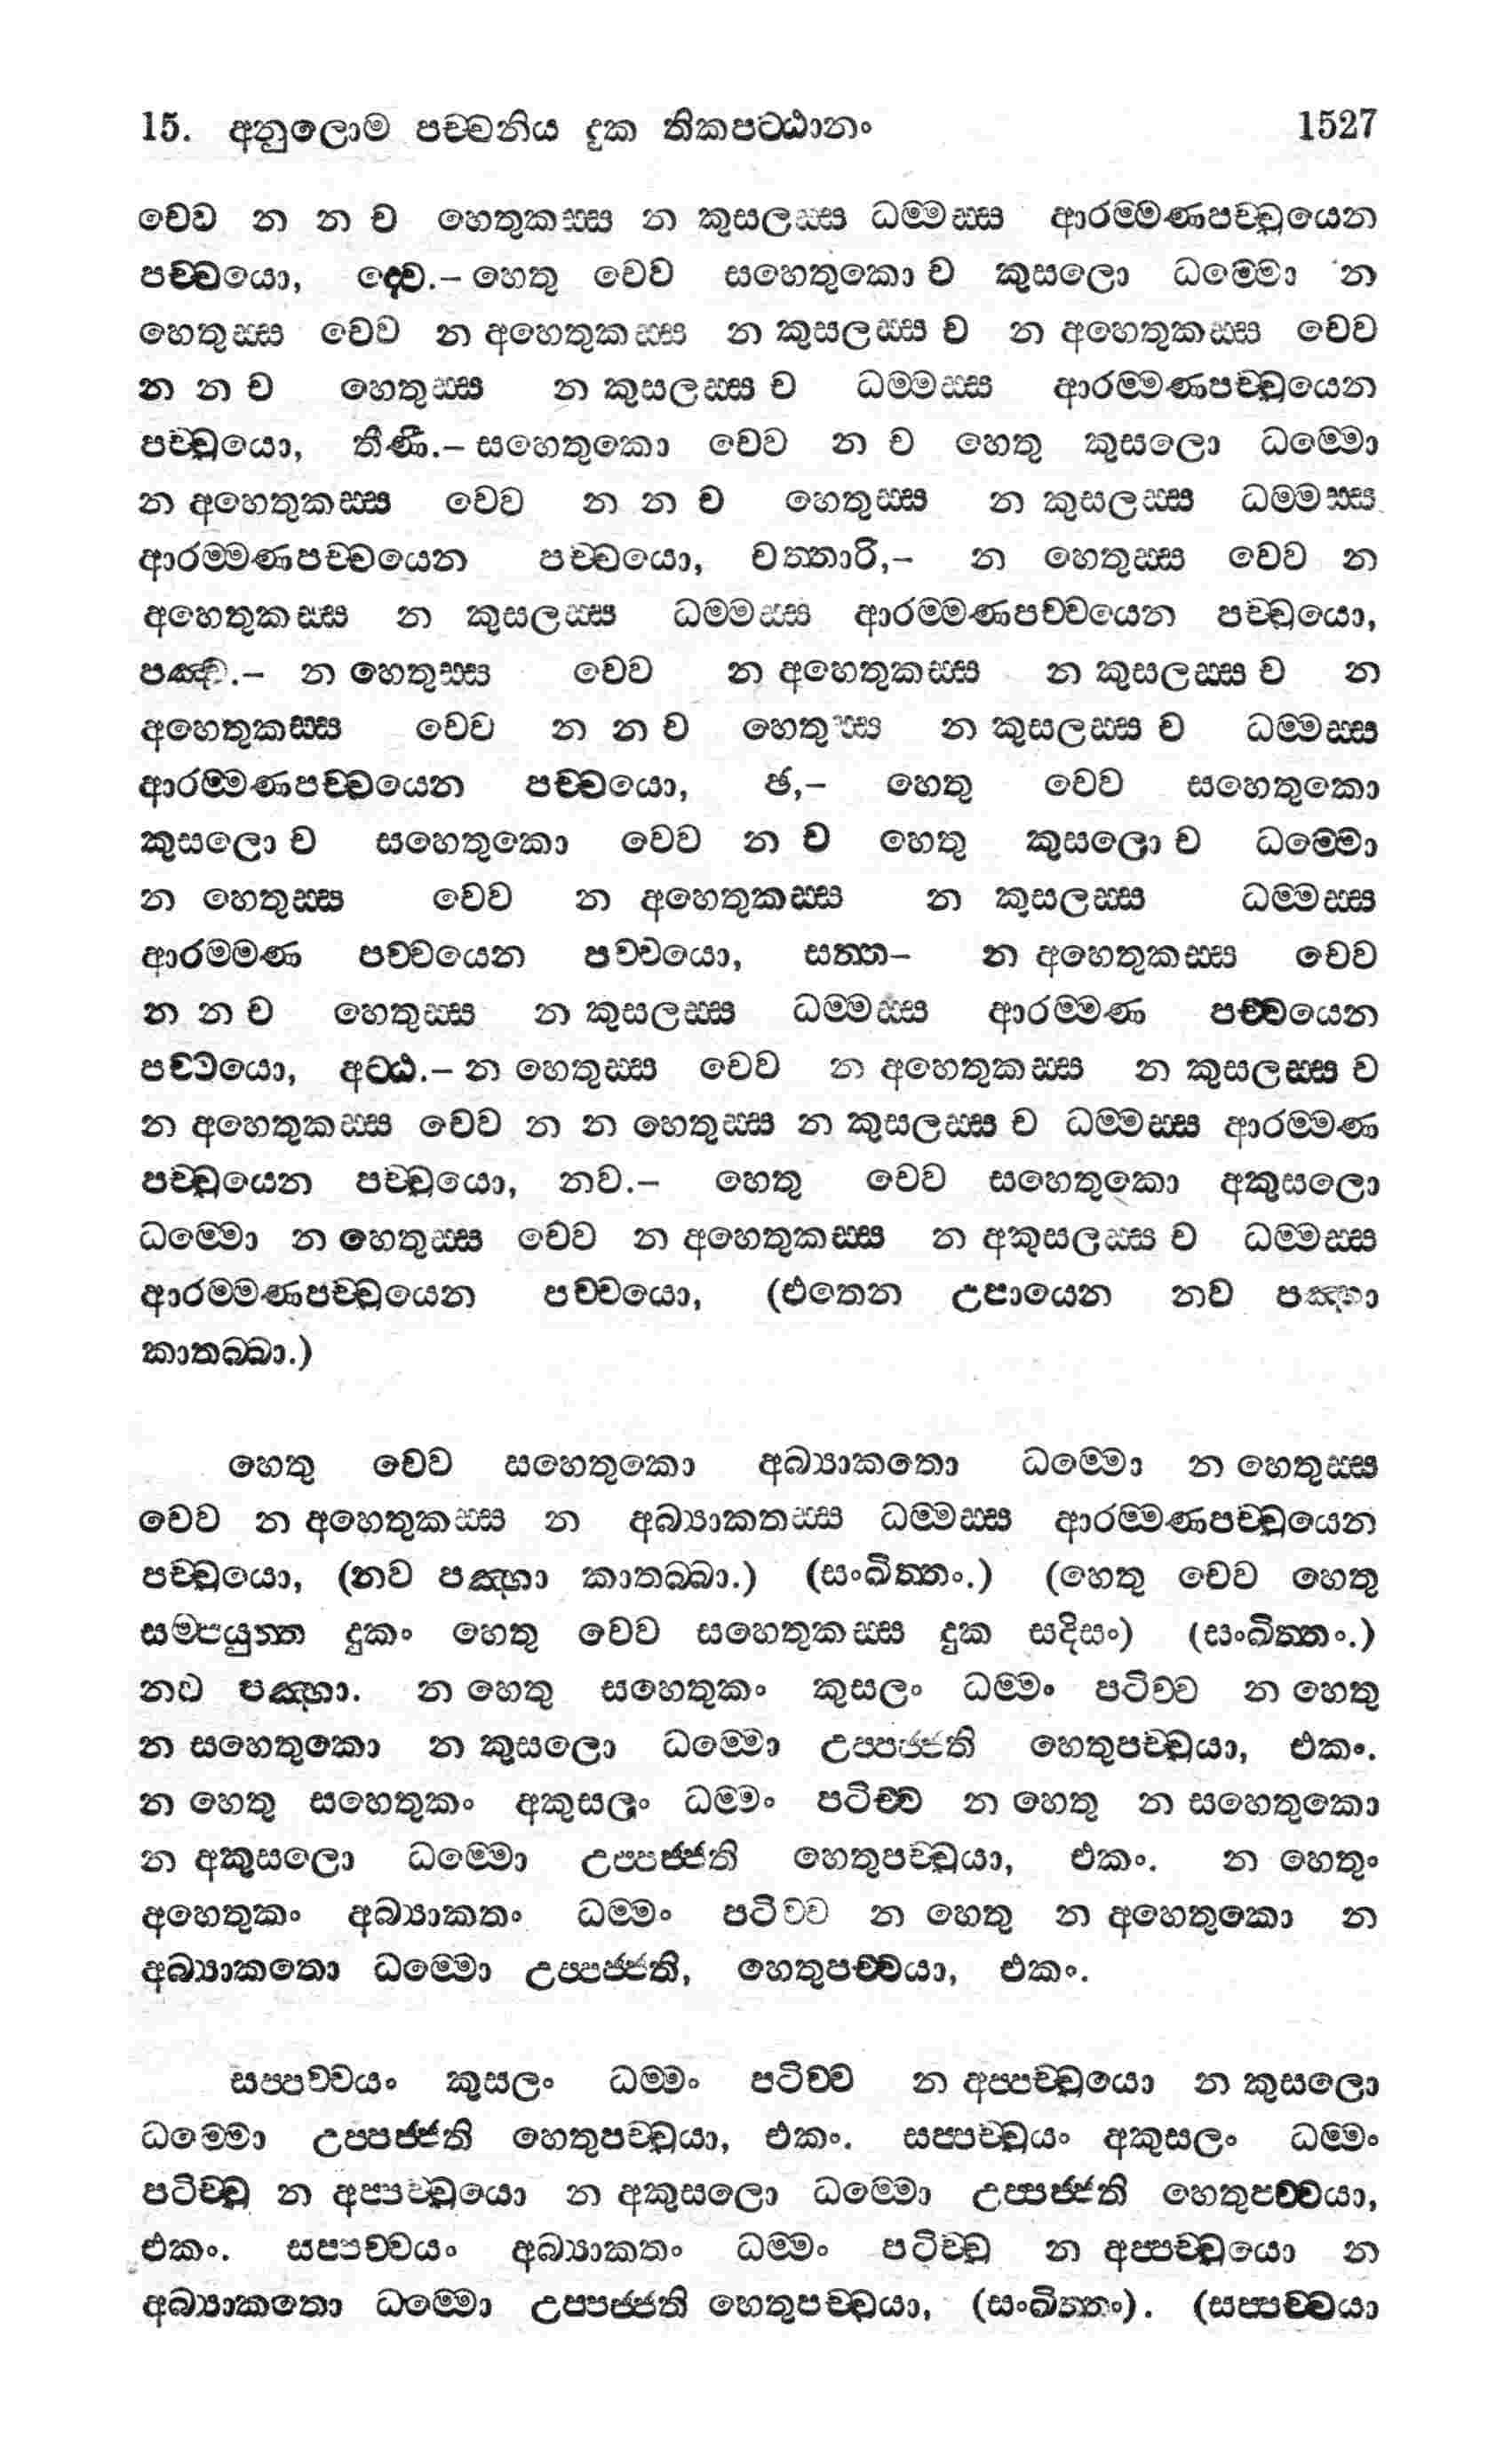 15. අනුලොම පච්චනිය දූක තිකපට්ඨානං 1527
චෙව න න ච හෙතුකස්ස න කුසලස්ස ධම්මස්ස ආරම්මණපච්චයෙන
පච්චයො, ද්වෙ.– හෙතු චෙව සහෙතුකො ච කුසලො ධම්මො න
හෙතුස්ස චෙව න අහෙතුකස්ස න කුසලස්ස ච න අහෙතුකස්ස චෙව
න න ච හෙතුස්ස න කුසලස්ස ච ධම්මස්ස ආරම්මණපච්චයෙන
පච්චයො, තීණී.– සහෙතුකො චෙව න ච හෙතු කුසලො ධම්මො
න අහෙතුකස්ස චෙව න න ච හෙතුස්ස න කුසලස්ස ධම්මස්ස
ආරම්මණපච්චයෙන පච්චයො, චත්තාරි,– න හෙතුස්ස චෙව න
අහෙතුකස්ස න කුසලස්ස ධම්මස්ස ආරම්මණපච්චයෙන පච්චයො,
පඤ්ච.– න හෙතුස්ස චෙව න අහෙතුකස්ස න කුසලස්ස ච න
අහෙතුකස්ස චෙව න න ච හෙතුස්ස න කුසලස්ස ච ධම්මස්ස
ආරම්මණපච්චයෙන පච්චයො, ඡ,– හෙතු චෙව සහෙතුකො
කුසලො ච සහෙතුකො චෙව න ච හෙතු කුසලො ච ධම්මො
න හෙතුස්ස චෙව න අහෙතුකස්ස න කුසලස්ස ධම්මස්ස
ආරම්මණ පච්චයෙන පච්චයො, සත්ත– න අහෙතුකස්ස චෙව
න න ච හෙතුස්ස න කුසලස්ස ධම්මස්ස ආරම්මණ පච්චයෙන
පච්චයො, අට්ඨ.– න හෙතුස්ස චෙව න අහෙතුකස්ස න කුසලස්ස ච
න අහෙතුකස්ස චෙව න න හෙතුස්ස න කුසලස්ස ච ධම්මස්ස ආරම්මණ
පච්චයෙන පච්චයො, නව.– හෙතු චෙව සහෙතුකො අකුසලො
ධම්මො න හෙතුස්ස චෙව න අහෙතුකස්ස න අකුසලස්ස ච ධම්මස්ස
ආරම්මණපච්චයෙන පච්චයො, (එතෙන උපායෙන නව පඤ්හා
කාතබ්බා.)
හෙතු චෙව සහෙතුකො අබ්‍යාකතො ධම්මො න හෙතුස්ස
චෙව න අහෙතුකස්ස න අබ්‍යාකතස්ස ධම්මස්ස ආරම්මණපච්චයෙන
පච්චයො, (නව පඤ්හා කාතබ්බා.) (සංඛිත්තං.) (හෙතු චෙව හෙතු
සම්පයුත්ත දුකං හෙතු චෙව සහෙතුකස්ස දුක සදිසං) (සංඛිත්තං.)
නව පඤ්හා. න හෙතු සහෙතුකං කුසලං ධම්මං පටිච්ච න හෙතු
න සහෙතුකො න කුසලො ධම්මො උප්පජ්ජති හෙතුපච්චයා, එකං.
න හෙතු සහෙතුකං අකුසලං ධම්මං පටිච්ච න හෙතු න සහෙතුකො
න අකුසලො ධම්මො උප්පජ්ජති හෙතුපච්චයා, එකං. න හෙතුං
අහෙතුකං අබ්‍යාකතං ධම්මං පටිච්ච න හෙතු න අහෙතුකො න
අබ්‍යාකතො ධම්මො උප්පජ්ජති, හෙතුපච්චයා, එකං.
සප්පච්චයං කුසලං ධම්මං පටිච්ච න අප්පච්චයො න කුසලො
ධම්මො උප්පජ්ජති හෙතුපච්චයා, එකං. සප්පච්චයං අකුසලං ධම්මං
පටිච්ච න අප්පච්චයො න අකුසලො ධම්මො උප්පජ්ජති හෙතුපච්චයා,
එකං. සප්පච්චයං අබ්‍යාකතං ධම්මං පටිච්ච න අප්පච්චයො න
අබ්‍යාකතො ධම්මො උප්පජ්ජති හෙතුපච්චයා, (සංඛිත්තං). (සප්පච්චයා